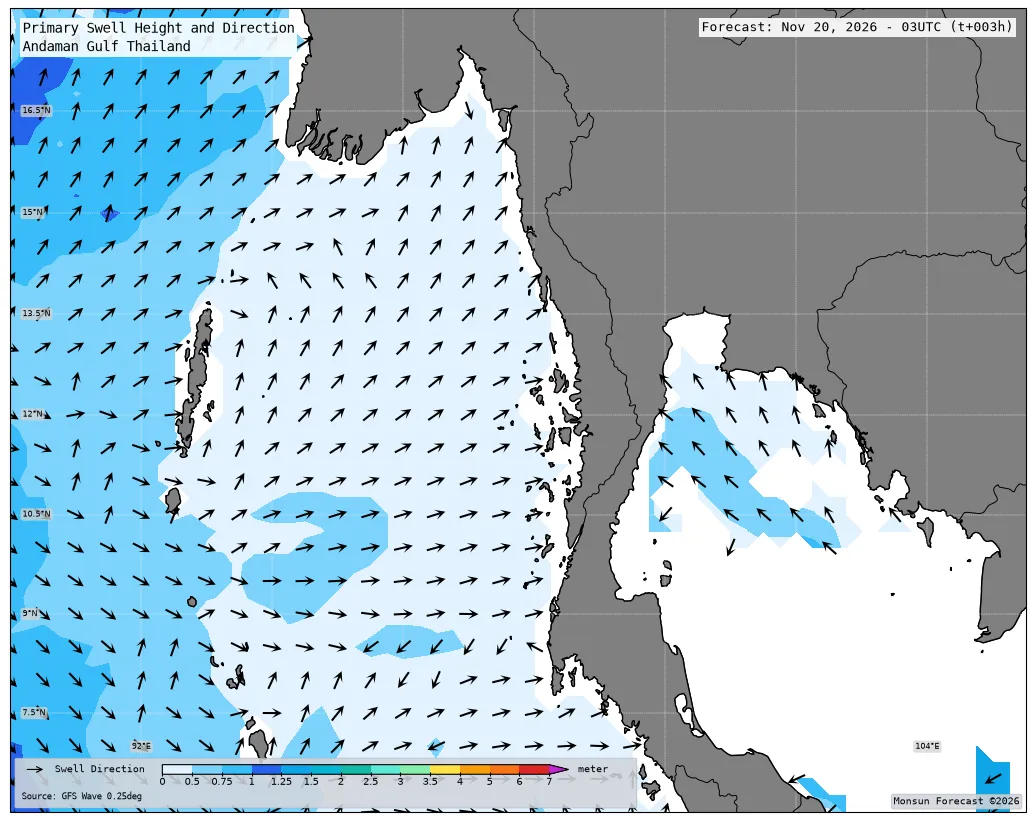 Primary Swell Height and Direction
Andaman Gulf Thailand
Forecast: Nov 20, 2026 - 03UTC (t+003h)
16.5°N
15°N
13.5°N
12°N
10.5°N
9°N
7.5°N
92°E
104°E
Swell Direction
meter
0 0.5 0.75 1 1.25 1.5 2 2.5 3 3.5 4 5 6 7
Source: GFS Wave 0.25deg
Monsun Forecast ©2026